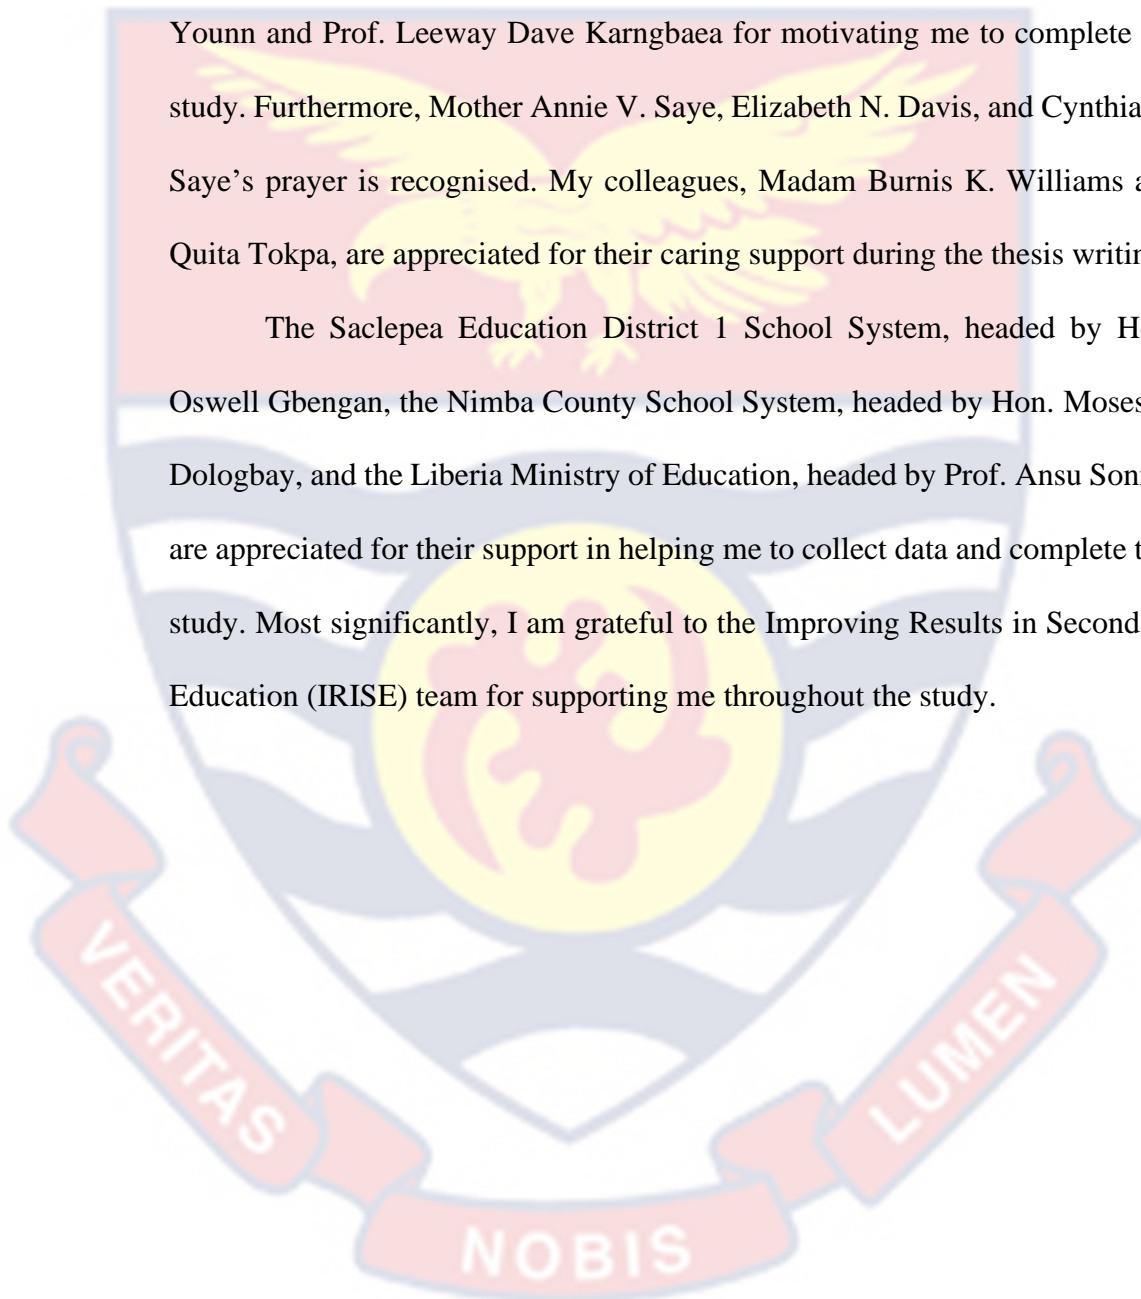 Younn and Prof. Leeway Dave Karngbaea for motivating me to complete
study. Furthermore, Mother Annie V. Saye, Elizabeth N. Davis, and Cynthia
Saye's prayer is recognised. My colleagues, Madam Burnis K. Williams
Quita Tokpa, are appreciated for their caring support during the thesis
The Saclepea Education District 1 School System, headed by
Oswell Gbengan, the Nimba County School System, headed by Hon. Moses
Dologbay, and the Liberia Ministry of Education, headed by Prof. Ansu
are appreciated for their support in helping me to collect data and complete
study. Most significantly, I am grateful to the Improving Results in
Education (IRISE) team for supporting me throughout the study.
VERITAS
NOBIS
LUMEN